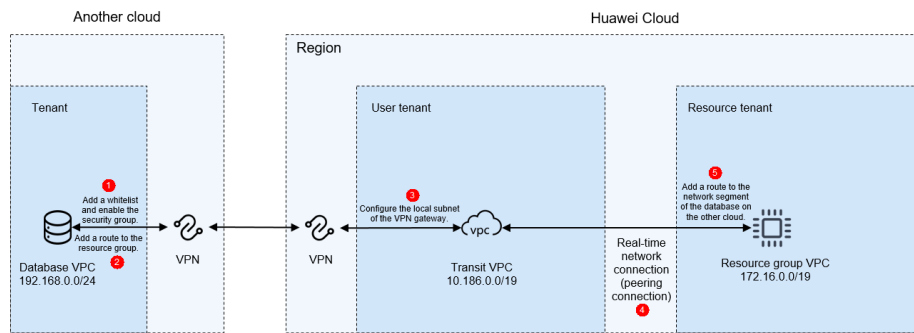 Another cloud
Huawei Cloud
Region
Tenant
User tenant
Resource tenant
1
Add a whitelist
and enable the
security group.
Add a route to the
resource group.
2
Database VPC
192.168.0.0/24
VPN
VPN
3
Configure the local subnet
of the VPN gateway.
vpc
Transit VPC
10.186.0.0/19
Real-time
network
connection
(peering
connection)
4
5
Add a route to the
network segment
of the database on
the other cloud.
Resource group VPC
172.16.0.0/19